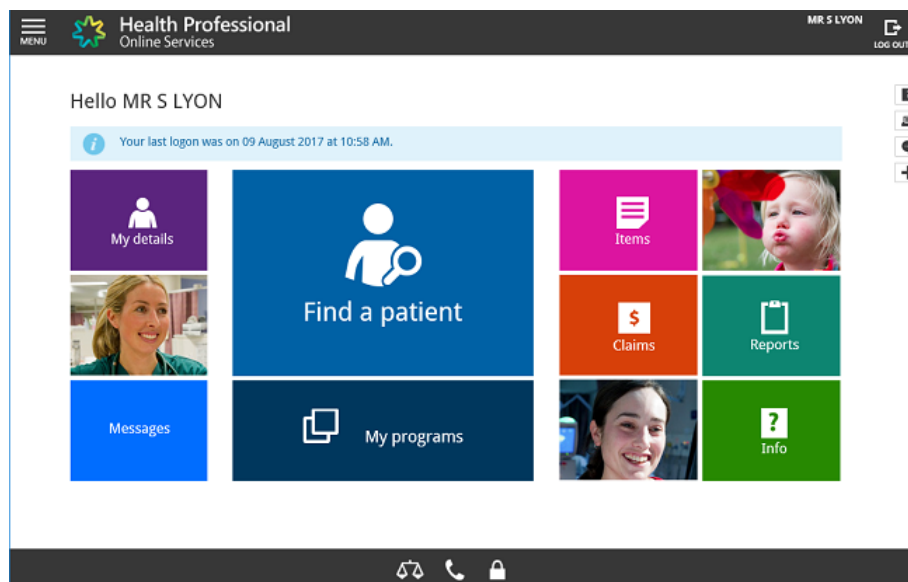 MENU
Health Professional
Online Services
MR S LYON
LOG OUT
Hello MR S LYON
Your last logon was on 09 August 2017 at 10:58 AM.
My details
Find a patient
Items
Claims
Reports
Messages
My programs
Info